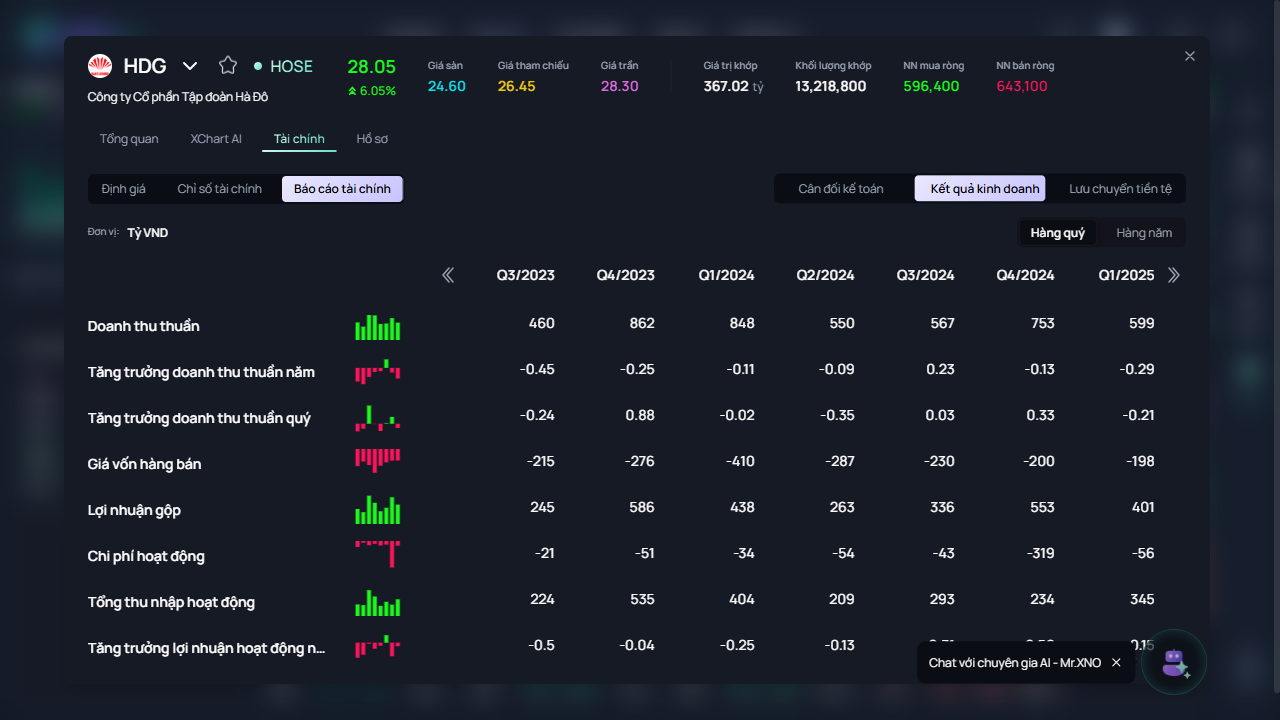 HDG HOSE 28.05 Giá sàn Giá tham chiếu Giá trần Giá trị khớp Khối lượng khớp NN mua ròng NN bán ròng
Công ty Cổ phần Tập đoàn Hà Đô 6.05% 24.60 26.45 28.30 367.02 tỷ 13,218,800 596,400 643,100
Tổng quan XChart AI Tài chính Hồ sơ
Định giá Chỉ số tài chính Báo cáo tài chính Cân đối kế toán Kết quả kinh doanh Lưu chuyển tiền tệ
Đơn vị: Tỷ VND Hàng quý Hàng năm
Q3/2023 Q4/2023 Q1/2024 Q2/2024 Q3/2024 Q4/2024 Q1/2025
Doanh thu thuần 460 862 848 550 567 753 599
Tăng trưởng doanh thu thuần năm -0.45 -0.25 -0.11 -0.09 0.23 -0.13 -0.29
Tăng trưởng doanh thu thuần quý -0.24 0.88 -0.02 -0.35 0.03 0.33 -0.21
Giá vốn hàng bán -215 -276 -410 -287 -230 -200 -198
Lợi nhuận gộp 245 586 438 263 336 553 401
Chi phí hoạt động -21 -51 -34 -54 -43 -319 -56
Tổng thu nhập hoạt động 224 535 404 209 293 234 345
Tăng trưởng lợi nhuận hoạt động n... -0.5 -0.04 -0.25 -0.13
Chat với chuyên gia AI - Mr.XNO